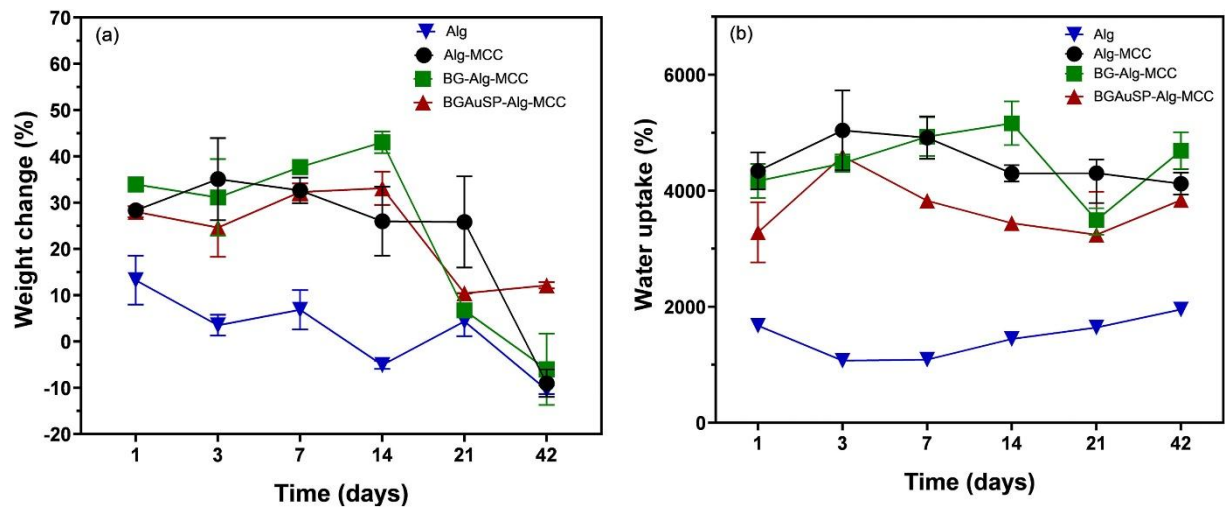 (a)
Alg
Alg-MCC
BG-Alg-MCC
BGAuSP-Alg-MCC
Weight change (%)
70
60
50
40
30
20
10
0
-10
-20
1 3 7 14 21 42
Time (days)
(b)
Alg
Alg-MCC
BG-Alg-MCC
BGAuSP-Alg-MCC
Water uptake (%)
6000
4000
2000
0
1 3 7 14 21 42
Time (days)